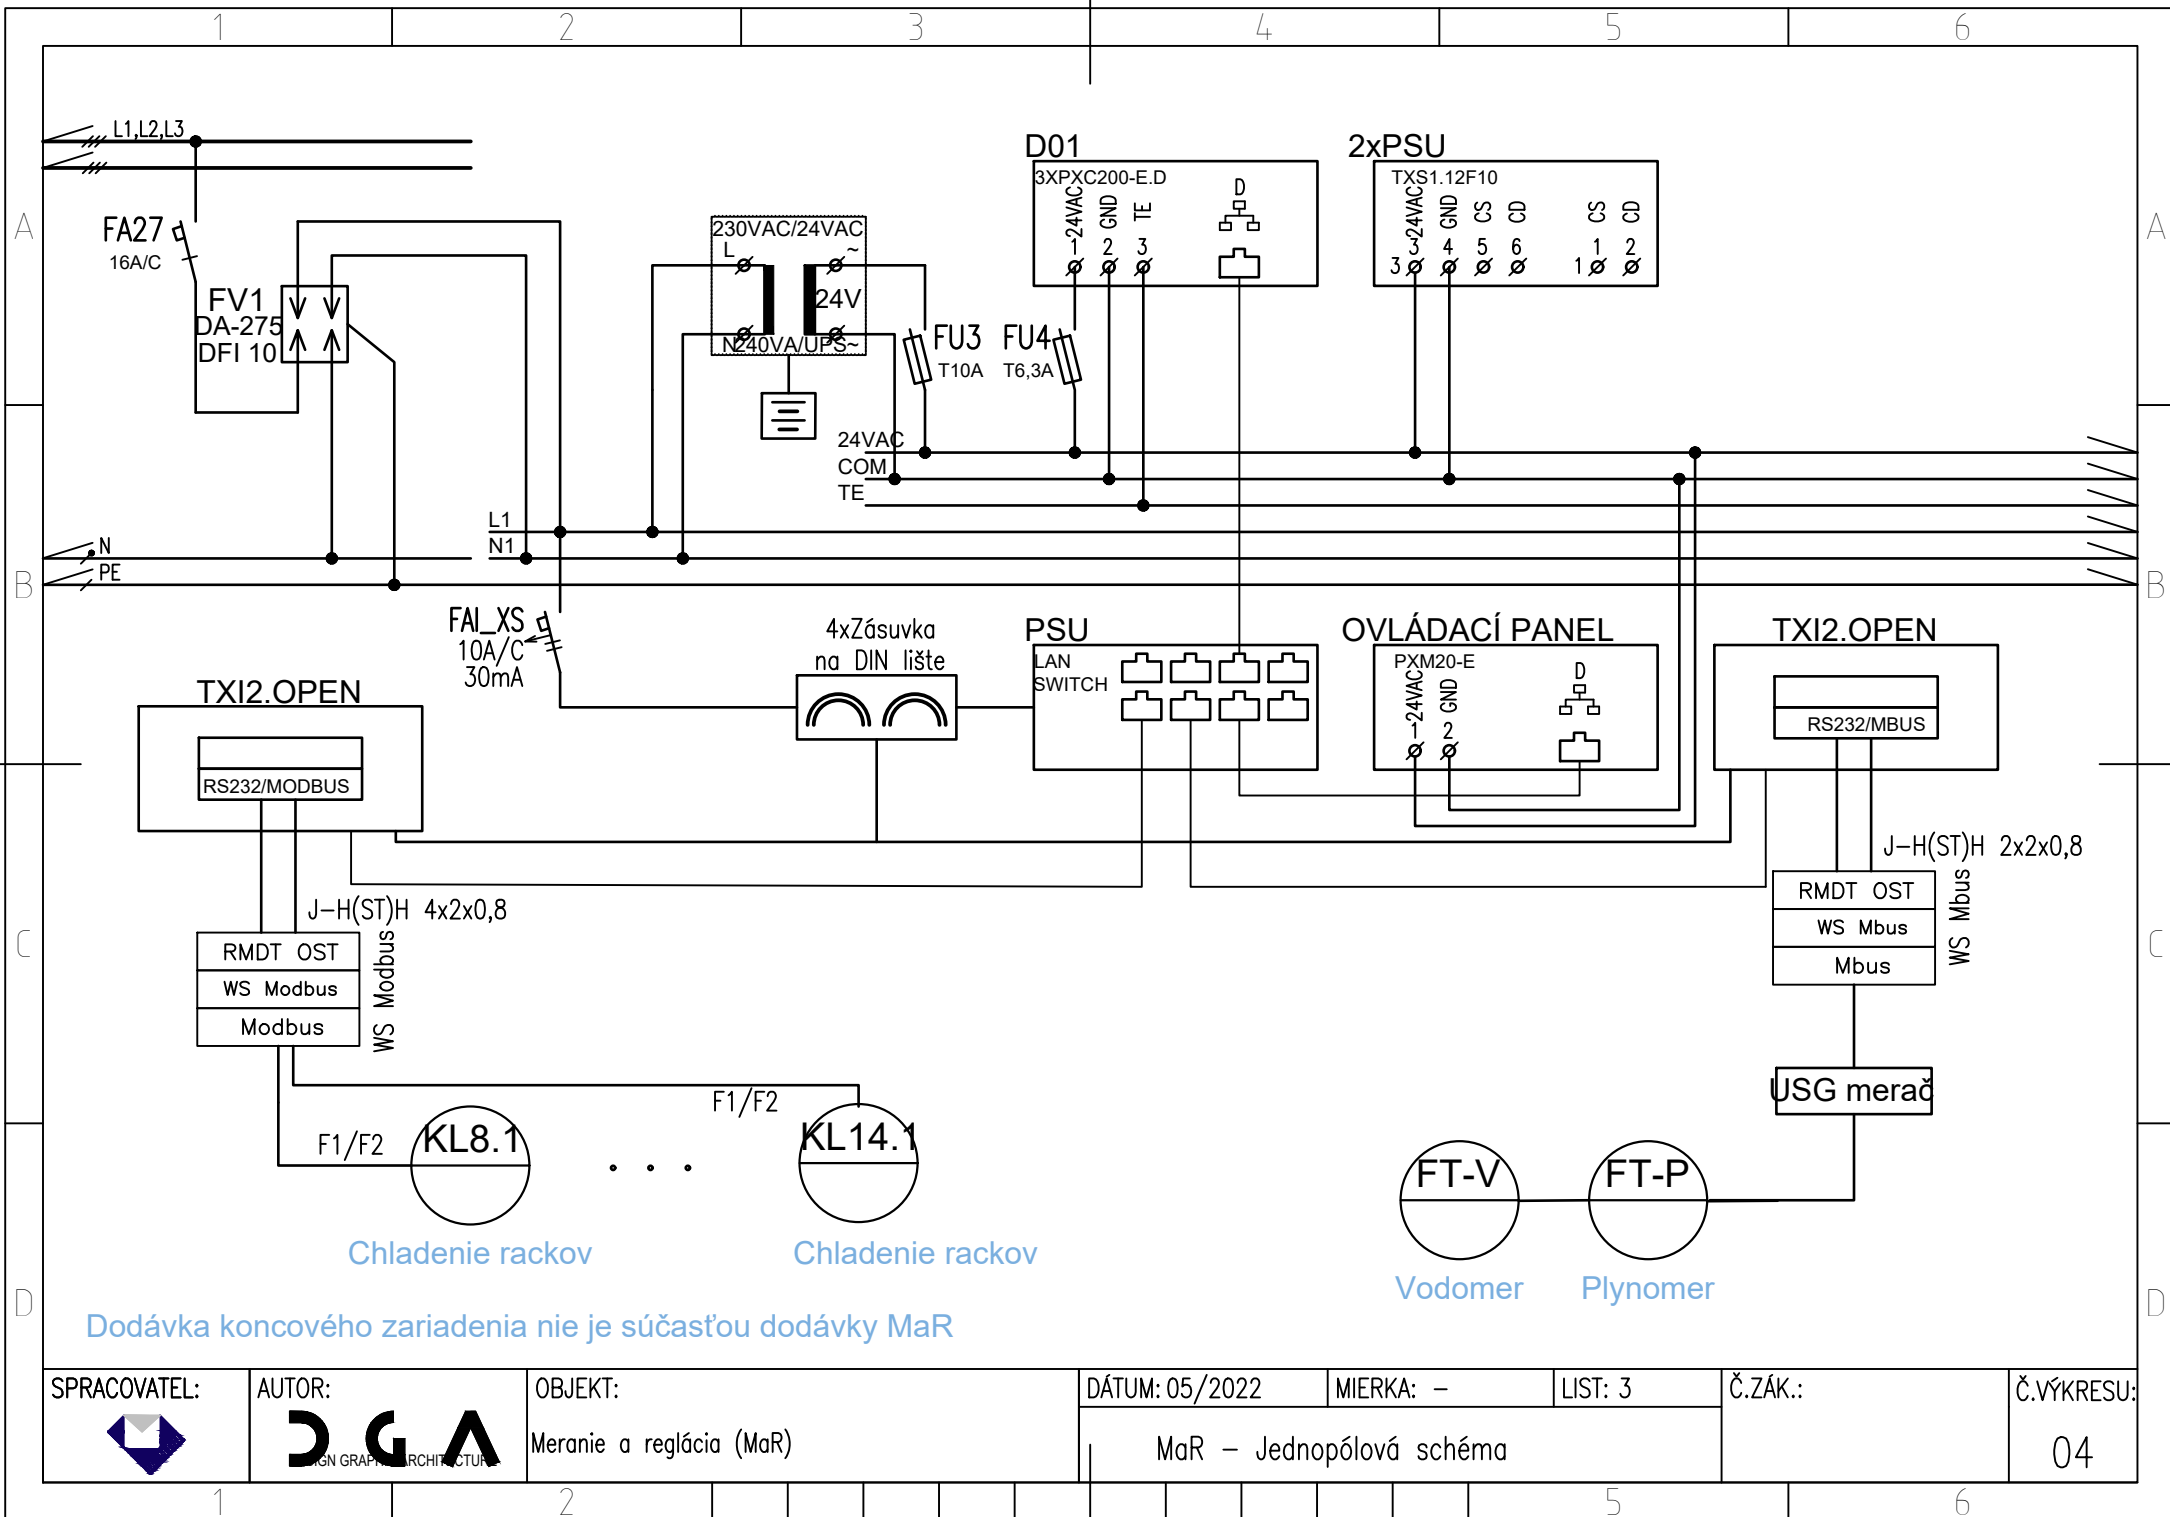 1 2 3 4 5 6
A
A
B
B
C
C
D
D
L1,L2,L3
FA27
16A/C
FV1
DA-275
DFI 10
230VAC/24VAC
L
~
24V
N
240VA/UPS~
FU3
T10A
FU4
T6,3A
D01
3XPXC200-E.D
24VAC
GND
TE
D
1 2 3
2xPSU
TXS1.12F10
24VAC
GND
CS
CD
CS
CD
3 4 5 6 1 2
3
1
24VAC
COM
TE
L1
N1
N
PE
FAI_XS
10A/C
30mA
4xZásuvka
na DIN lište
PSU
LAN
SWITCH
OVLÁDACÍ PANEL
PXM20-E
24VAC
GND
D
1 2
TXI2.OPEN
RS232/MBUS
TXI2.OPEN
RS232/MODBUS
J-H(ST)H 4x2x0,8
RMDT OST
WS Modbus
Modbus
WS Modbus
J-H(ST)H 2x2x0,8
RMDT OST
WS Mbus
Mbus
WS Mbus
USG merač
F1/F2
F1/F2
KL8.1
KL14.1
Chladenie rackov
Chladenie rackov
FT-V
FT-P
Vodomer
Plynomer
Dodávka koncového zariadenia nie je súčasťou dodávky MaR
SPRACOVATEL:
AUTOR:
DGA
OBJEKT:
Meranie a reglácia (MaR)
DÁTUM: 05/2022
MIERKA: -
LIST: 3
MaR - Jednopólová schéma
Č.ZÁK.:
Č.VÝKRESU:
04
1 2 5 6